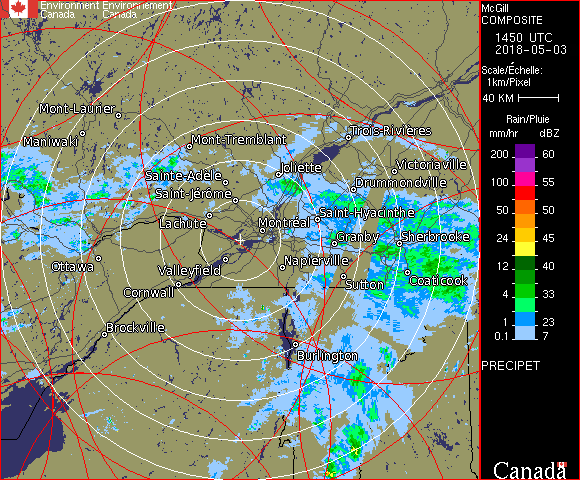 Environment Environnement
Canada Canada
McGill
COMPOSITE
1450 UTC
2018-05-03
Scale/Échelle:
1km/Pixel
40 KM
Rain/Pluie
mm/hr dBZ
200 60
100 55
50 50
24 45
12 40
4 33
1 23
0.1 7
PRECIPET
Canada
Mont-Laurier
Maniwaki
Mont-Tremblant
Trois-Rivières
Sainte-Adèle
Joliette
Victoriaville
Saint-Jérôme
Drummondville
Lachute
Montréal
Saint-Hyacinthe
Granby
Sherbrooke
Ottawa
Valleyfield
Napierville
Cornwall
Sutton
Coaticook
Brockville
Burlington